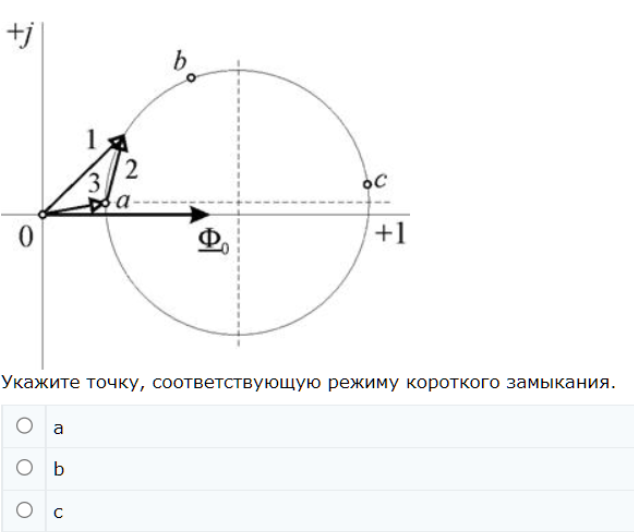 +j
b
1
2
3
a
c
0
Φ0
+1
Укажите точку, соответствующую режиму короткого замыкания.
a
b
c